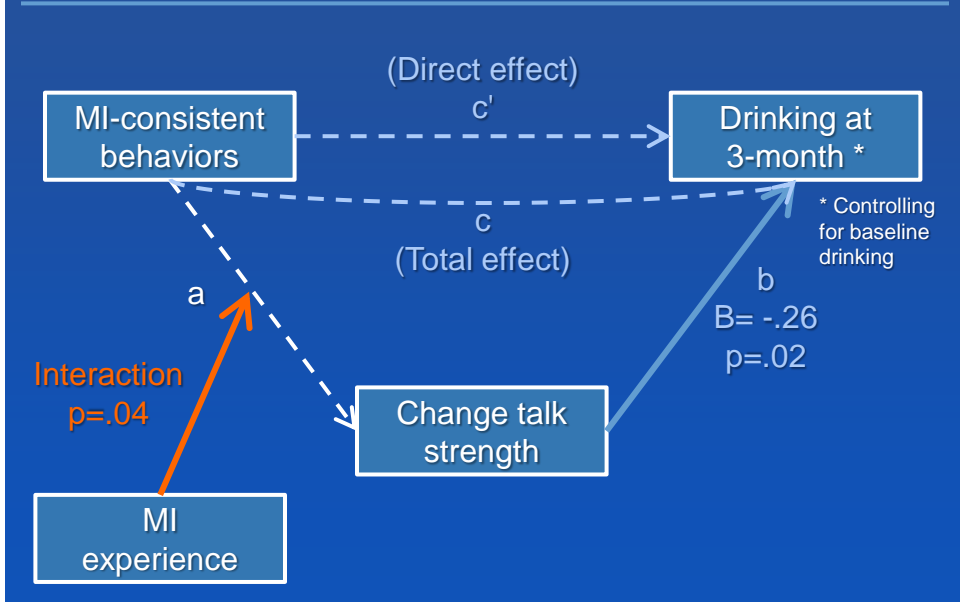 (Direct effect)
c'
MI-consistent
behaviors
Drinking at
3-month *
* Controlling
for baseline
drinking
c
(Total effect)
a
b
B= -.26
p=.02
Interaction
p=.04
Change talk
strength
MI
experience